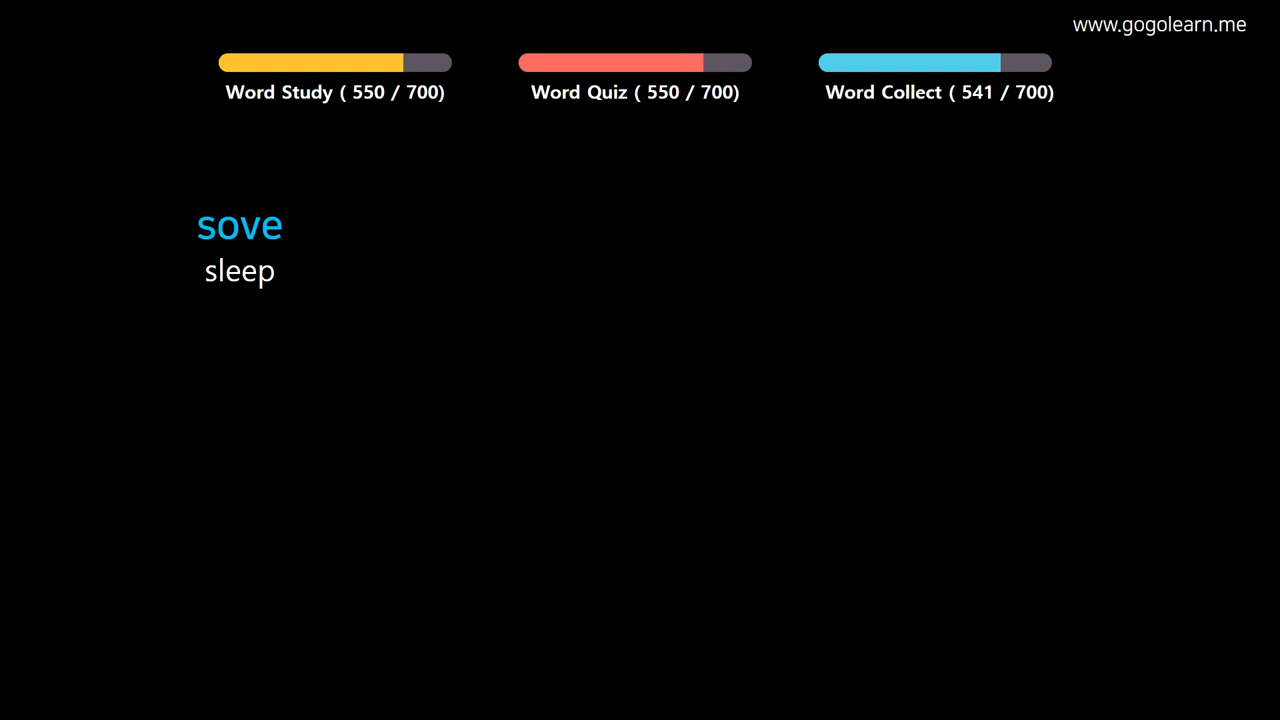 www.gogolearn.me
Word Study ( 550 / 700)
Word Quiz ( 550 / 700)
Word Collect ( 541 / 700)
sove
sleep